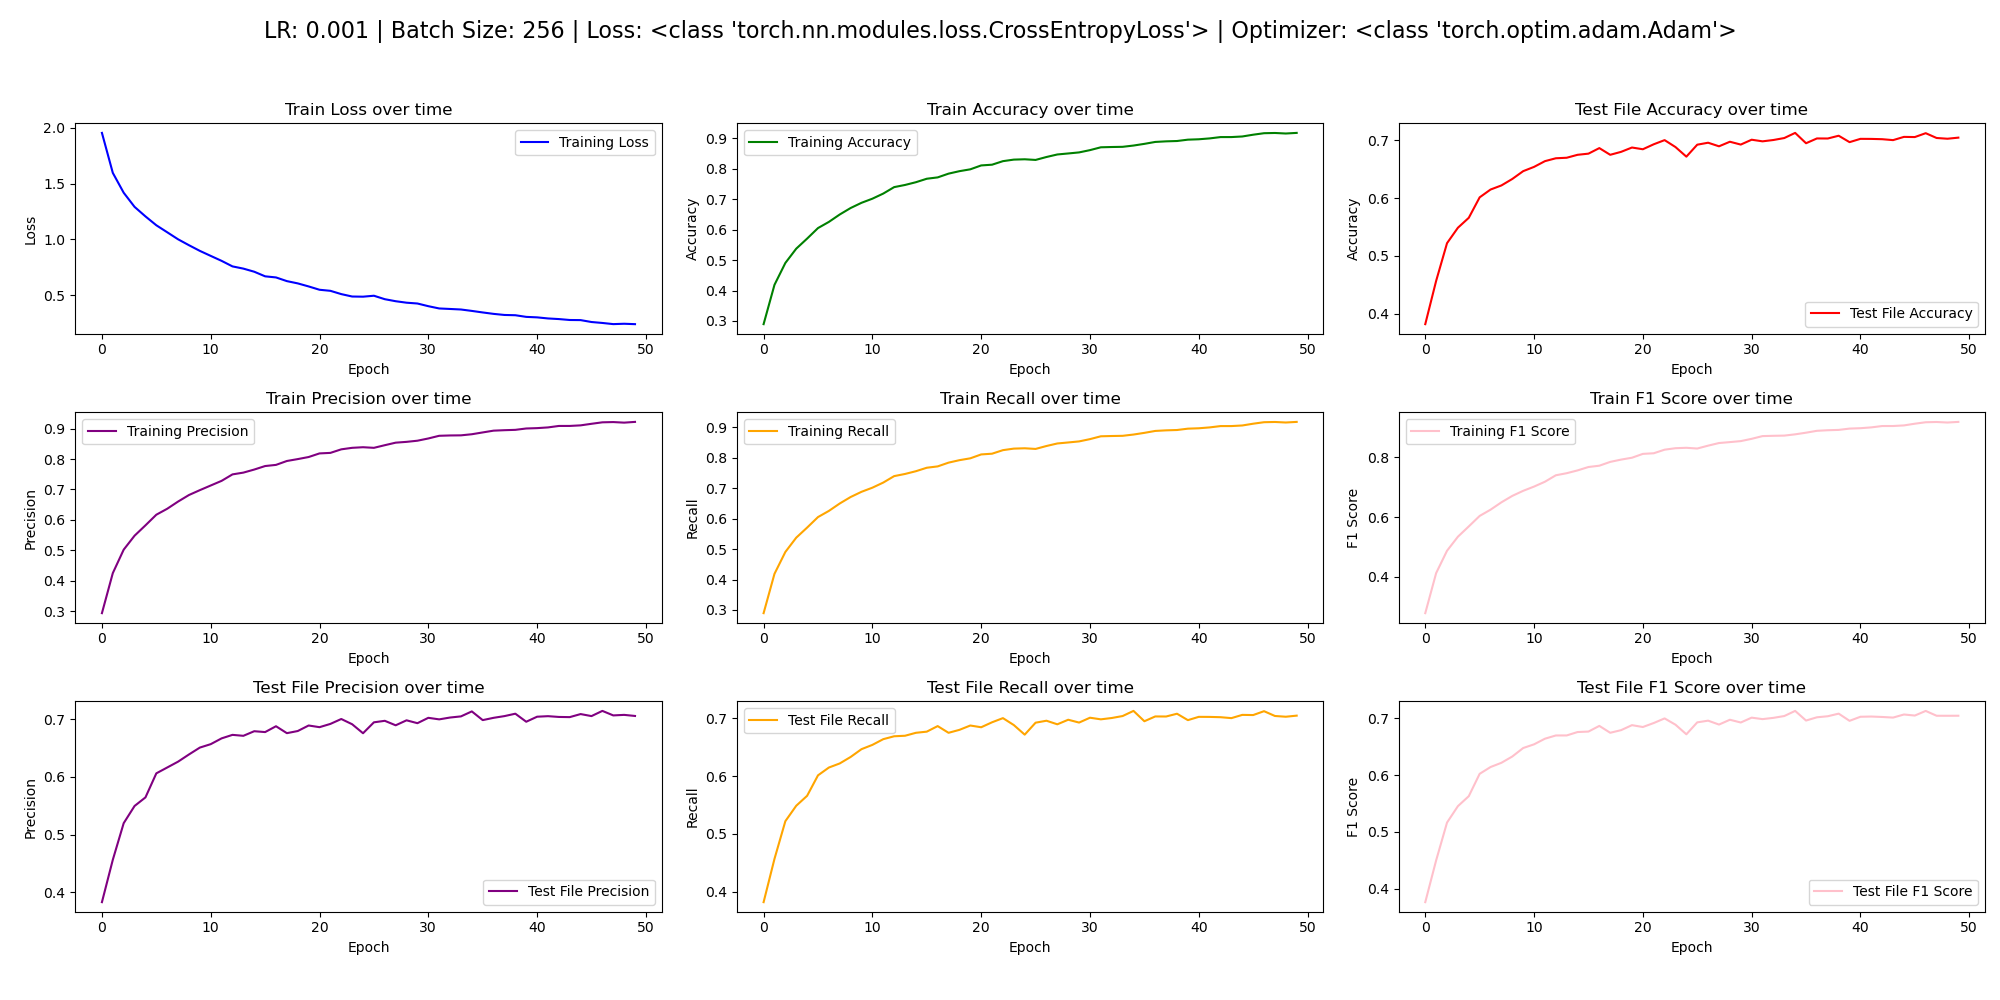 LR: 0.001 | Batch Size: 256 | Loss: <class 'torch.nn.modules.loss.CrossEntropyLoss'> | Optimizer: <class 'torch.optim.adam.Adam'>
Train Loss over time
Loss
2.0
1.5
1.0
0.5
Training Loss
0 10 20 30 40 50
Epoch
Train Accuracy over time
Accuracy
0.9
0.8
0.7
0.6
0.5
0.4
0.3
Training Accuracy
0 10 20 30 40 50
Epoch
Test File Accuracy over time
Accuracy
0.7
0.6
0.5
0.4
Test File Accuracy
0 10 20 30 40 50
Epoch
Train Precision over time
Precision
0.9
0.8
0.7
0.6
0.5
0.4
0.3
Training Precision
0 10 20 30 40 50
Epoch
Train Recall over time
Recall
0.9
0.8
0.7
0.6
0.5
0.4
0.3
Training Recall
0 10 20 30 40 50
Epoch
Train F1 Score over time
F1 Score
0.8
0.6
0.4
Training F1 Score
0 10 20 30 40 50
Epoch
Test File Precision over time
Precision
0.7
0.6
0.5
0.4
Test File Precision
0 10 20 30 40 50
Epoch
Test File Recall over time
Recall
0.7
0.6
0.5
0.4
Test File Recall
0 10 20 30 40 50
Epoch
Test File F1 Score over time
F1 Score
0.7
0.6
0.5
0.4
Test File F1 Score
0 10 20 30 40 50
Epoch